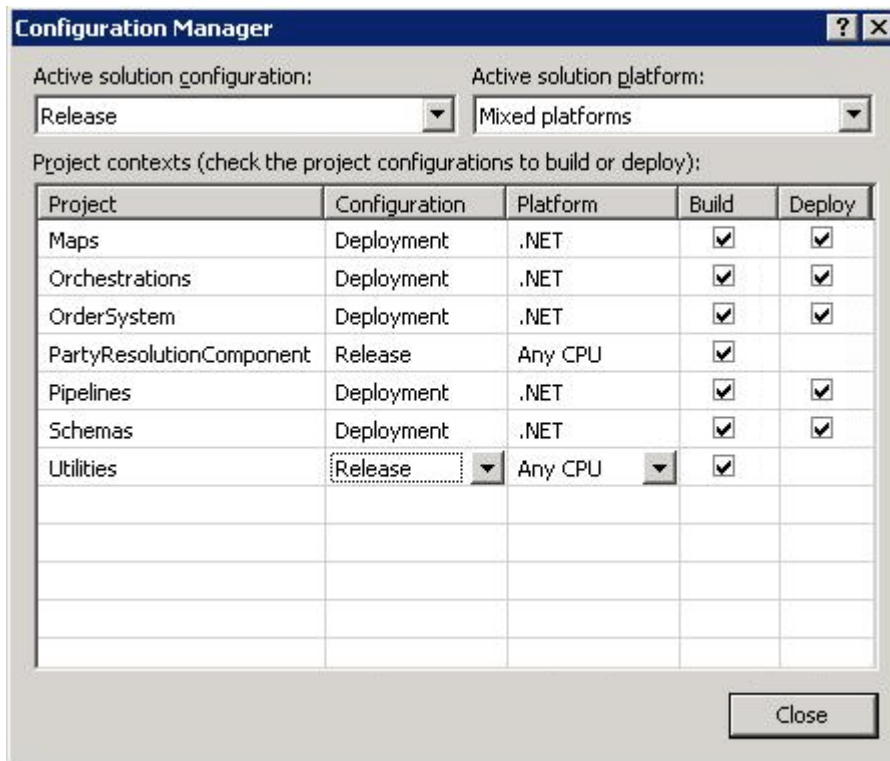 Configuration Manager
Active solution configuration: Active solution platform:
Release Mixed platforms
Project contexts (check the project configurations to build or deploy):
Project Configuration Platform Build Deploy
Maps Deployment .NET
Orchestrations Deployment .NET
OrderSystem Deployment .NET
PartyResolutionComponent Release Any CPU
Pipelines Deployment .NET
Schemas Deployment .NET
Utilities Release Any CPU
Close